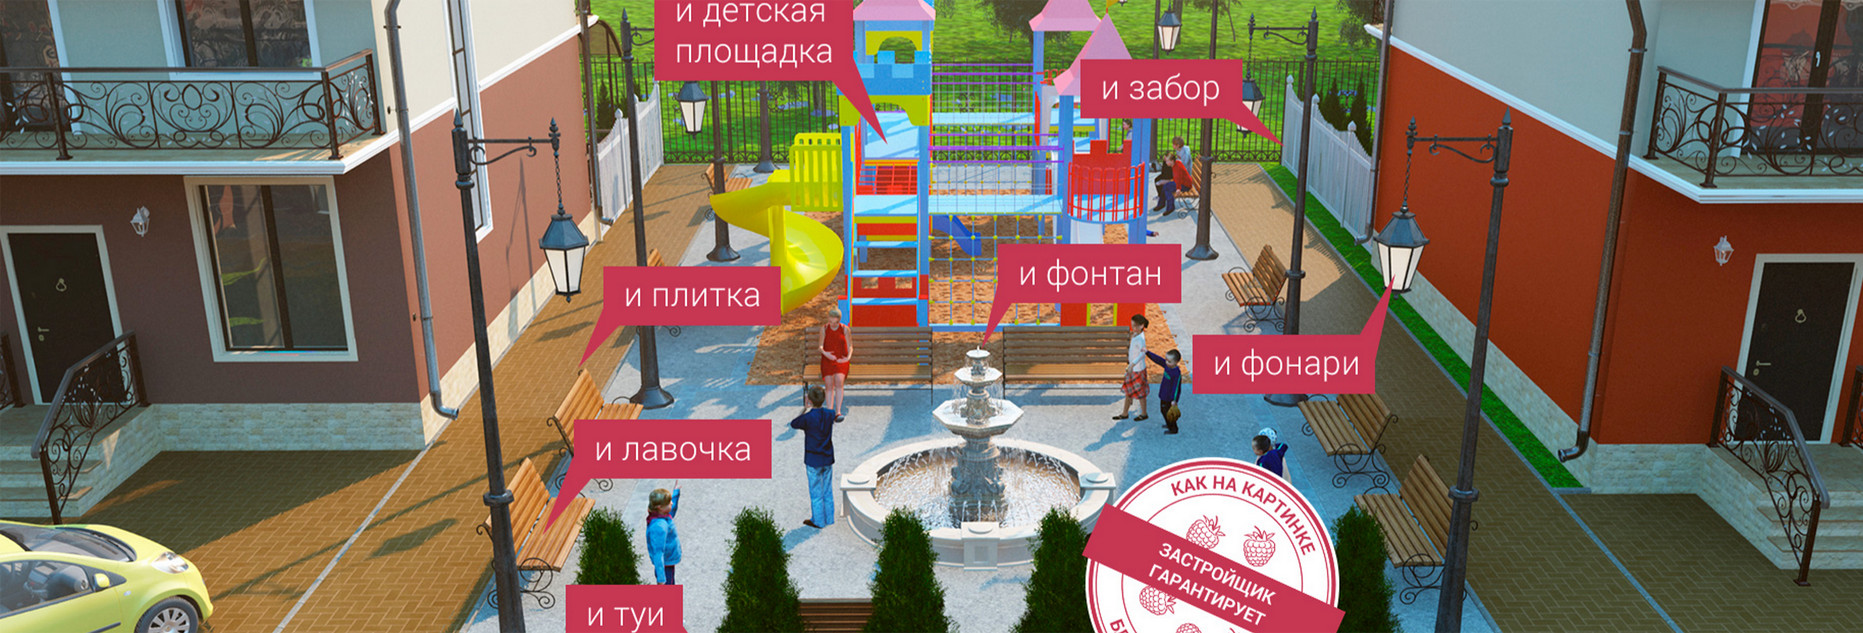 и детская
площадка
и забор
и фонтан
и плитка
и фонари
и лавочка
КАК НА КАРТИНКЕ
ЗАСТРОЙЩИК
ГАРАНТИРУЕТ
и туи